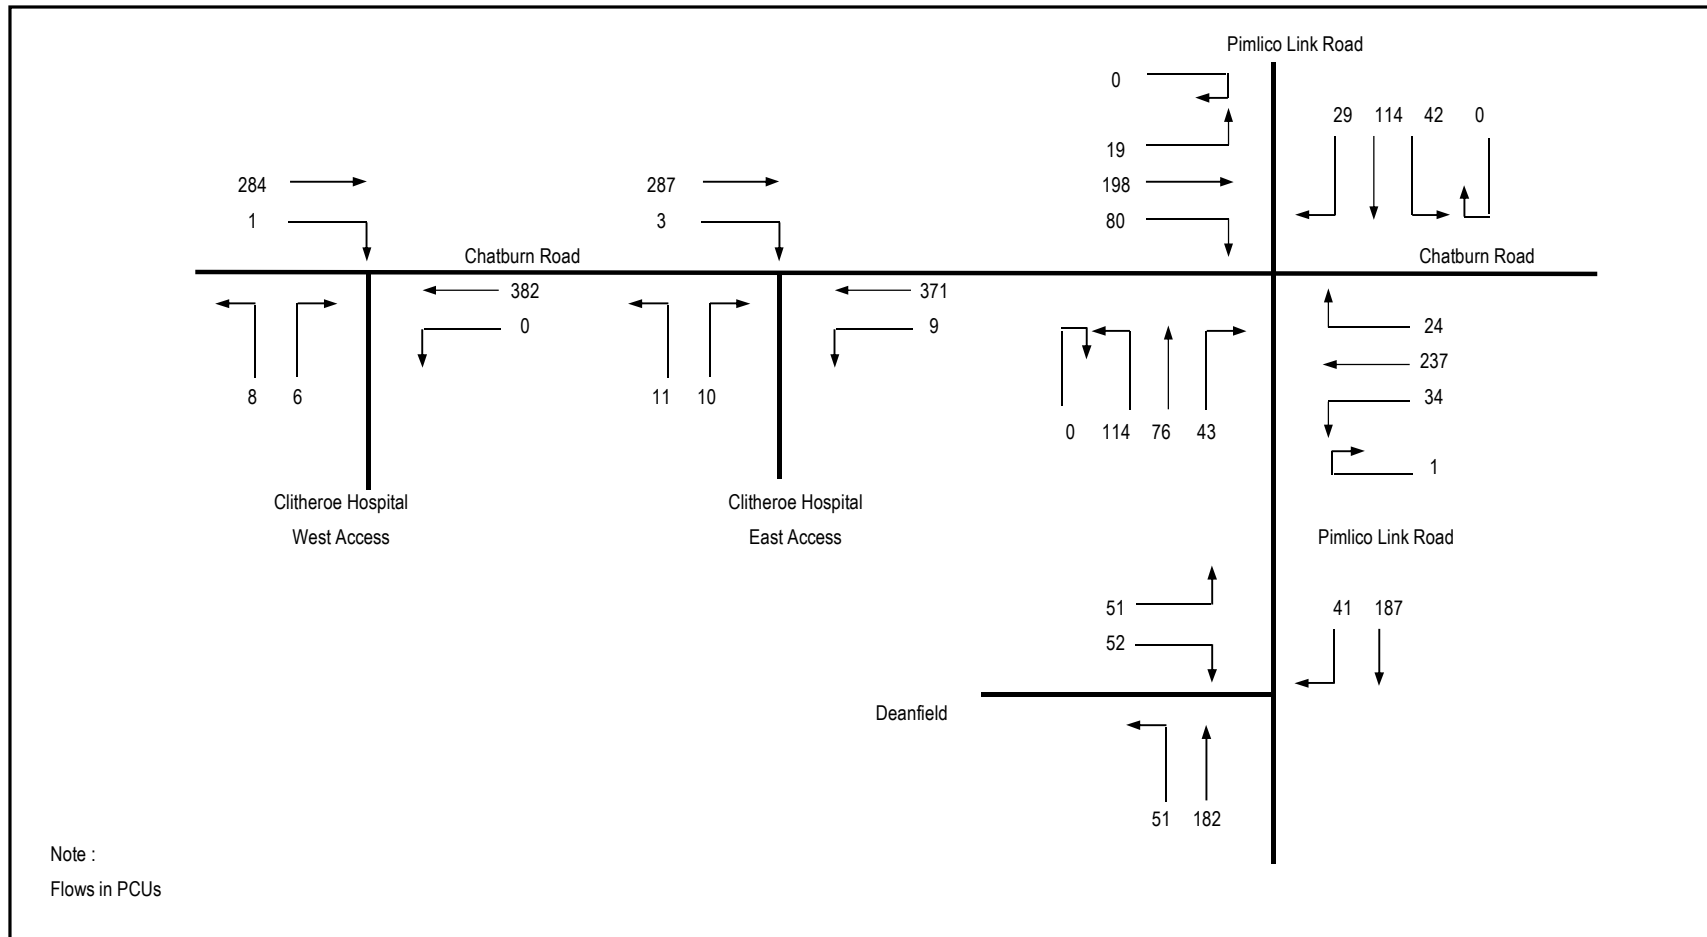 Pimlico Link Road
0
29 114 42 0
19
284 287 198
1 3 80
Chatburn Road Chatburn Road
382 371
0 9 24
237
8 6 11 10 34
0 114 76 43
1
Clitheroe Hospital Clitheroe Hospital
West Access East Access Pimlico Link Road
51 41 187
52
Deanfield
51 182
Note :
Flows in PCUs